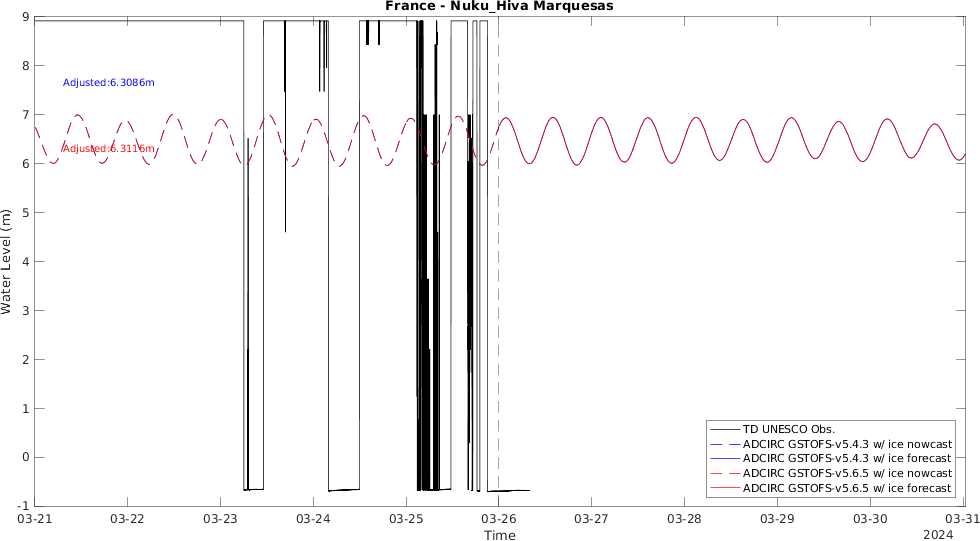 France - Nuku_Hiva Marquesas
9
8
7
6
5
4
3
2
1
0
-1
Water Level (m)
Adjusted:6.3086m
Adjusted:6.3116m
TD UNESCO Obs.
ADCIRC GSTOFS-v5.4.3 w/ ice nowcast
ADCIRC GSTOFS-v5.4.3 w/ ice forecast
ADCIRC GSTOFS-v5.6.5 w/ ice nowcast
ADCIRC GSTOFS-v5.6.5 w/ ice forecast
03-21 03-22 03-23 03-24 03-25 03-26 03-27 03-28 03-29 03-30 03-31
Time
2024